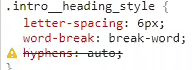 .intro__heading_style {
letter-spacing: 6px;
word-break: break-word;
hyphens: auto;
}